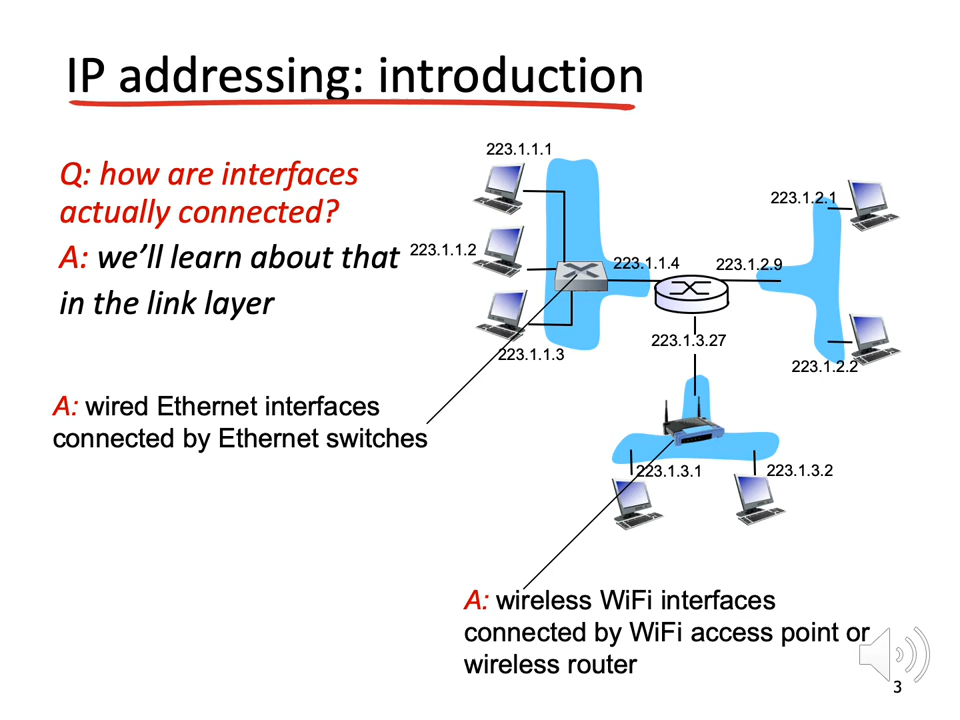 IP addressing: introduction
Q: how are interfaces
actually connected?
A: we’ll learn about that
in the link layer
223.1.1.1
223.1.1.2
223.1.1.3
223.1.1.4
223.1.2.9
223.1.2.1
223.1.2.2
223.1.3.27
223.1.3.1
223.1.3.2
A: wired Ethernet interfaces
connected by Ethernet switches
A: wireless WiFi interfaces
connected by WiFi access point or
wireless router
3